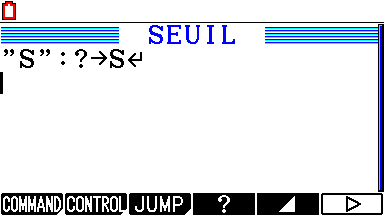 SEUIL
"S":?→S↵
COMMAND CONTROL JUMP ? ◢ ▷